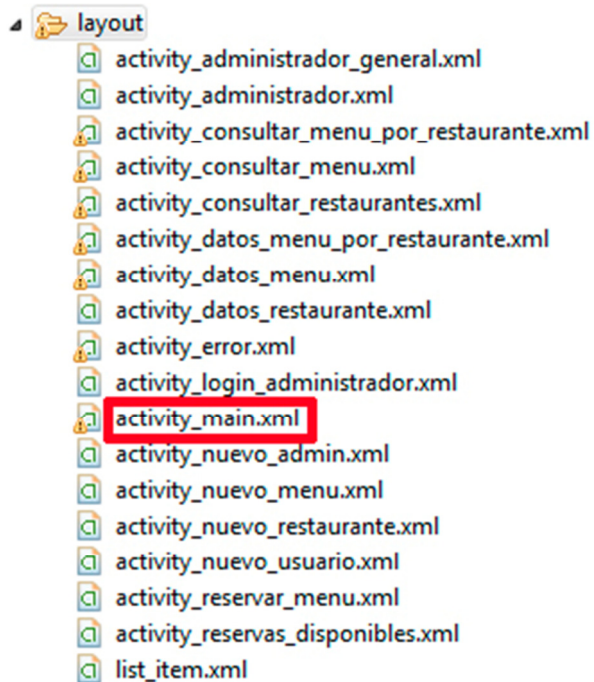 layout
activity_administrador_general.xml
activity_administrador.xml
activity_consultar_menu_por_restaurante.xml
activity_consultar_menu.xml
activity_consultar_restaurantes.xml
activity_datos_menu_por_restaurante.xml
activity_datos_menu.xml
activity_datos_restaurante.xml
activity_error.xml
activity_login_administrador.xml
activity_main.xml
activity_nuevo_admin.xml
activity_nuevo_menu.xml
activity_nuevo_restaurante.xml
activity_nuevo_usuario.xml
activity_reservar_menu.xml
activity_reservas_disponibles.xml
list_item.xml